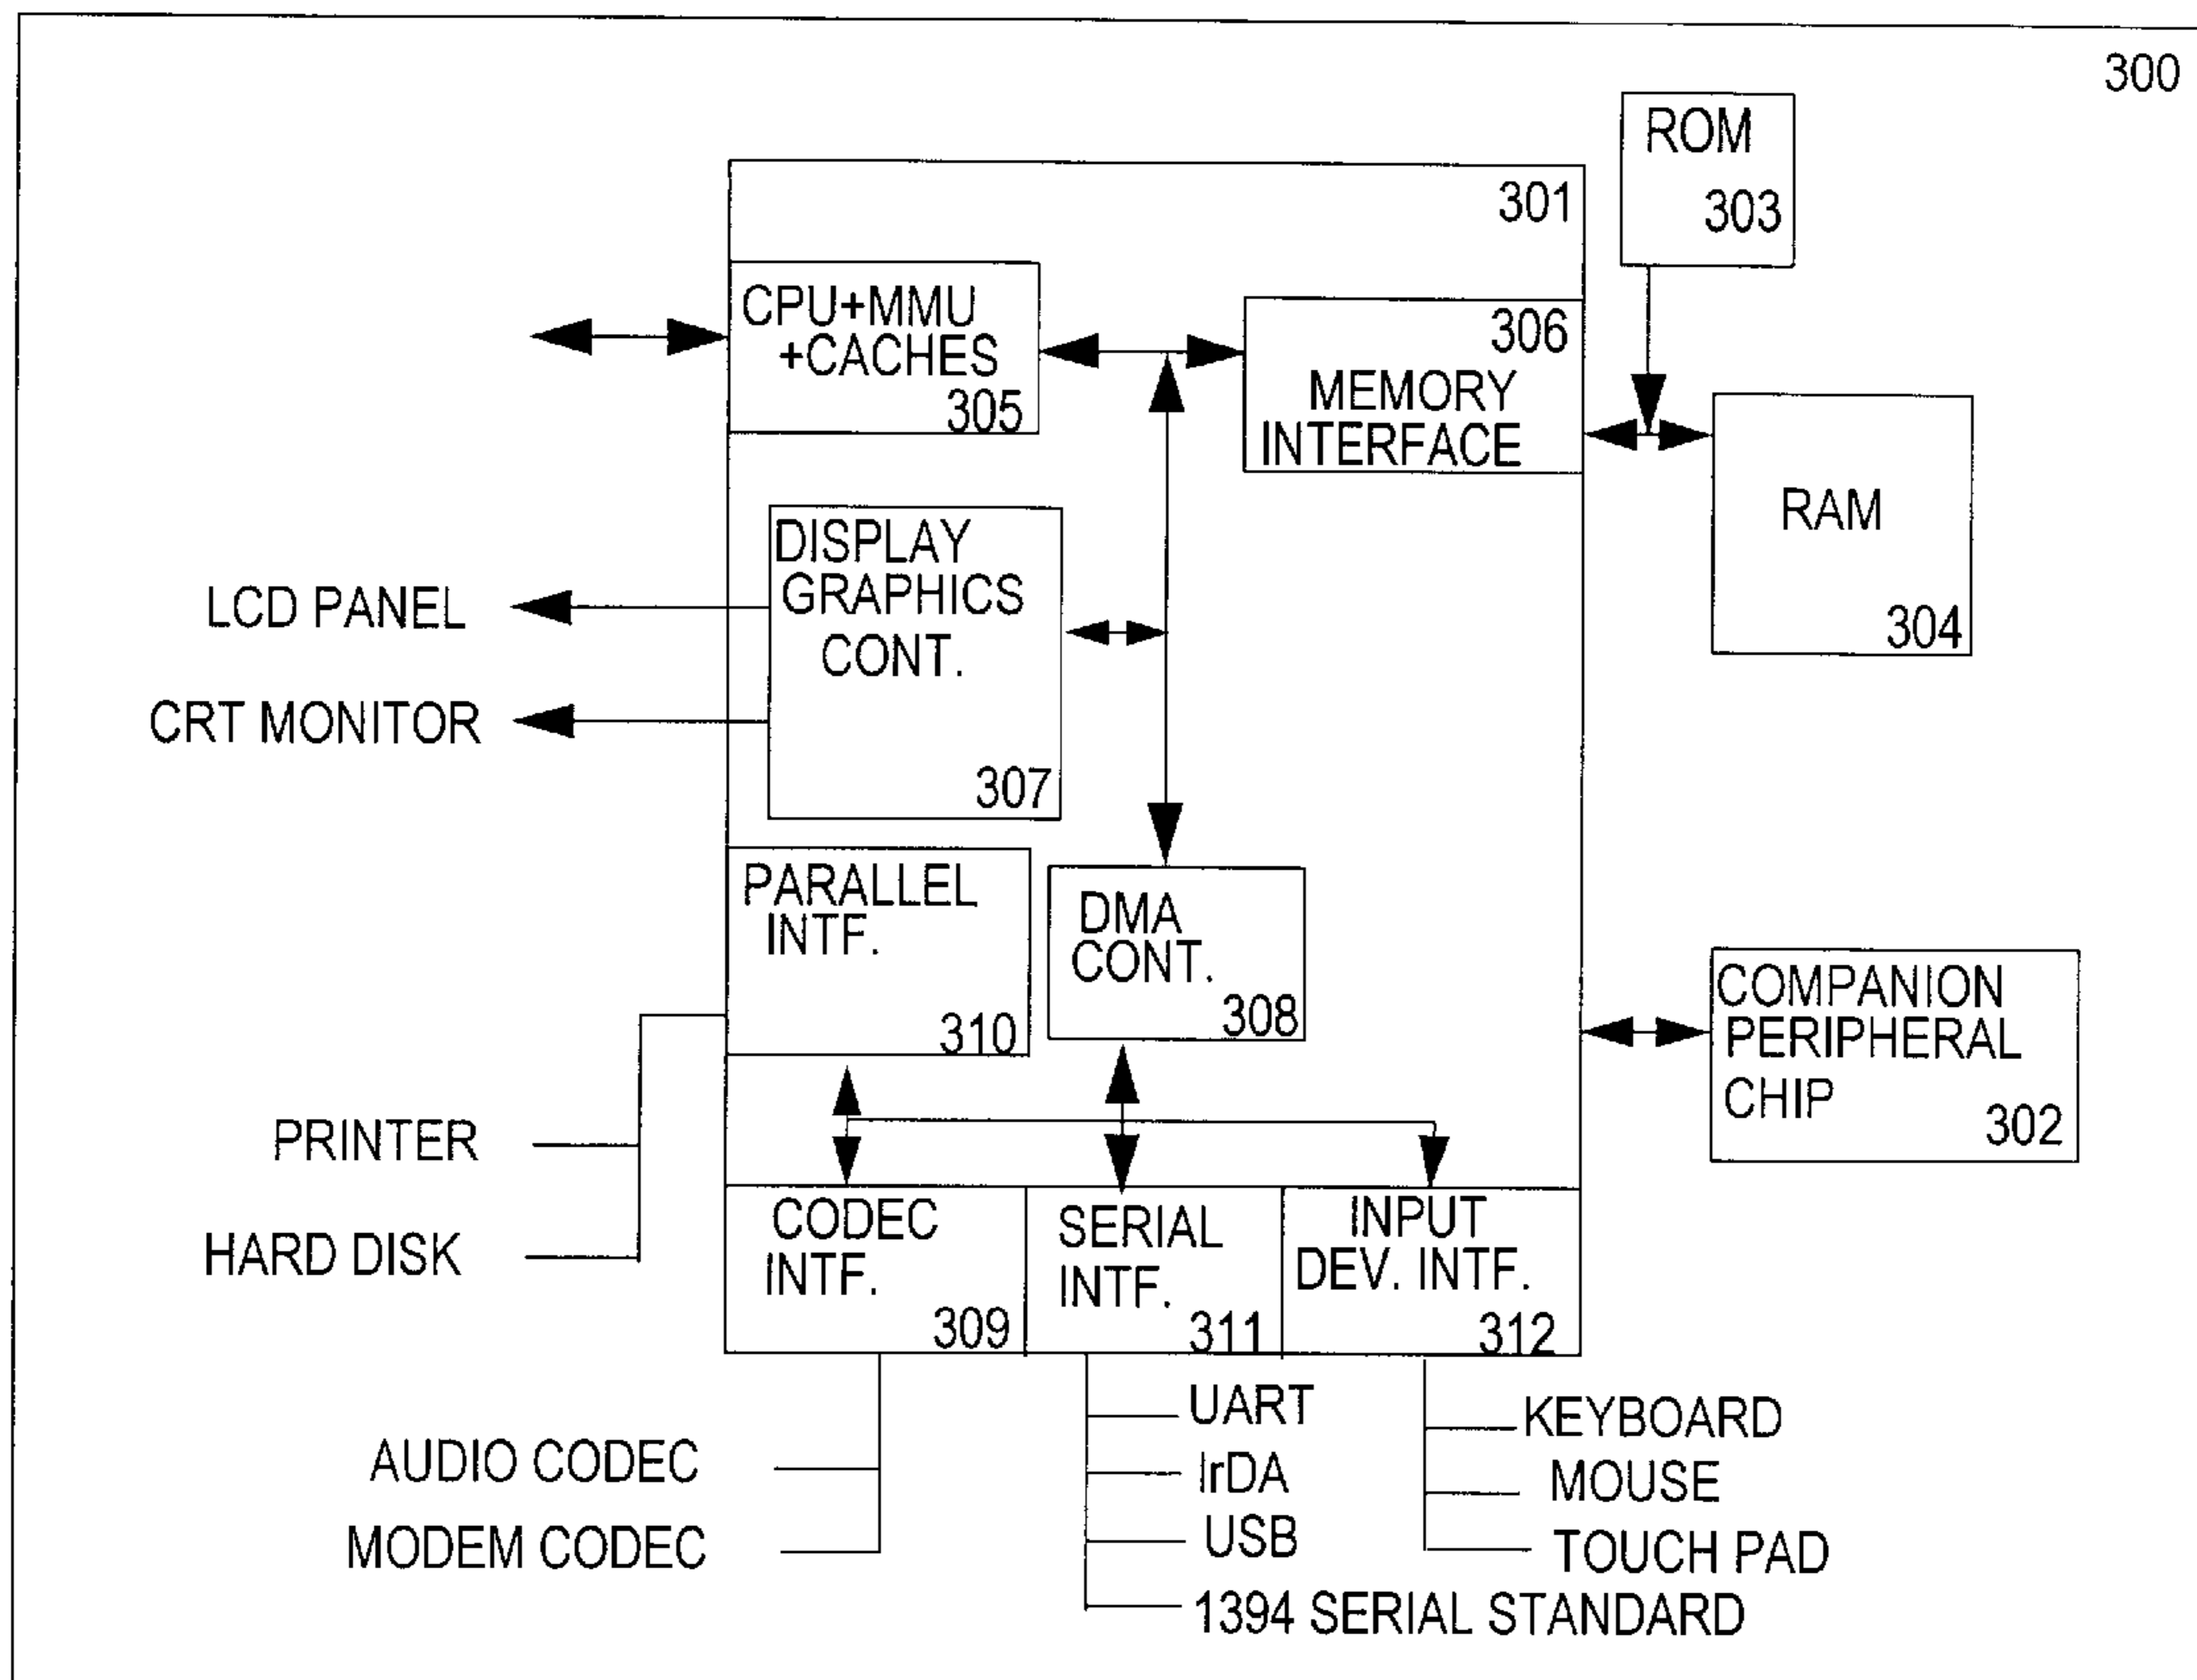 300
ROM
303
301
CPU+MMU
+CACHES
305
306
MEMORY
INTERFACE
RAM
304
DISPLAY
GRAPHICS
CONT.
307
LCD PANEL
CRT MONITOR
PARALLEL
INTF.
310
DMA
CONT.
308
COMPANION
PERIPHERAL
CHIP
302
PRINTER
HARD DISK
CODEC
INTF.
309
SERIAL
INTF.
311
INPUT
DEV. INTF.
312
AUDIO CODEC
MODEM CODEC
UART
IrDA
USB
1394 SERIAL STANDARD
KEYBOARD
MOUSE
TOUCH PAD